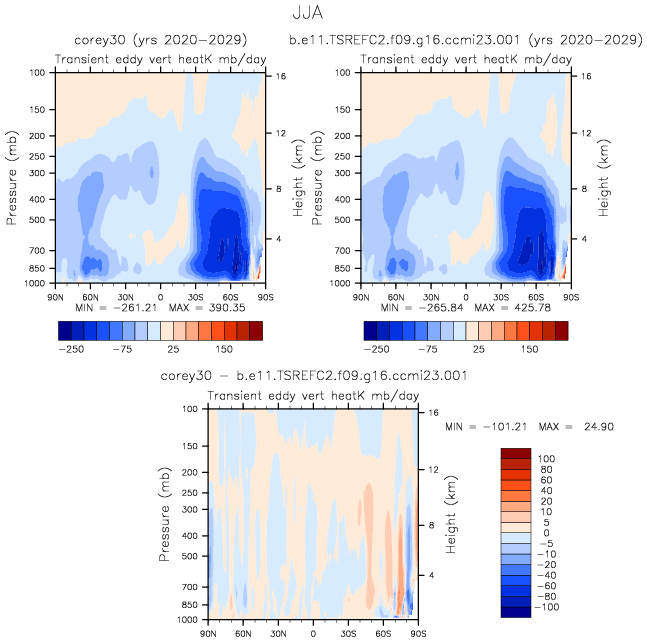 JJA
corey30 (yrs 2020-2029)
b.e11.TSREFC2.f09.g16.ccmi23.001 (yrs 2020-2029)
Transient eddy vert heatK mb/day
Transient eddy vert heatK mb/day
Pressure (mb)
100
150
200
250
300
400
500
700
850
1000
90N 60N 30N 0 30S 60S 90S
16
12
8
4
Height (km)
MIN = -261.21 MAX = 390.35
-250 -75 25 150
Pressure (mb)
100
150
200
250
300
400
500
700
850
1000
90N 60N 30N 0 30S 60S 90S
16
12
8
4
Height (km)
MIN = -265.84 MAX = 425.78
-250 -75 25 150
corey30 - b.e11.TSREFC2.f09.g16.ccmi23.001
Transient eddy vert heatK mb/day
Pressure (mb)
100
150
200
250
300
400
500
700
850
1000
90N 60N 30N 0 30S 60S 90S
16
12
8
4
Height (km)
MIN = -101.21 MAX = 24.90
100
80
60
40
20
10
5
0
-5
-10
-20
-40
-60
-80
-100